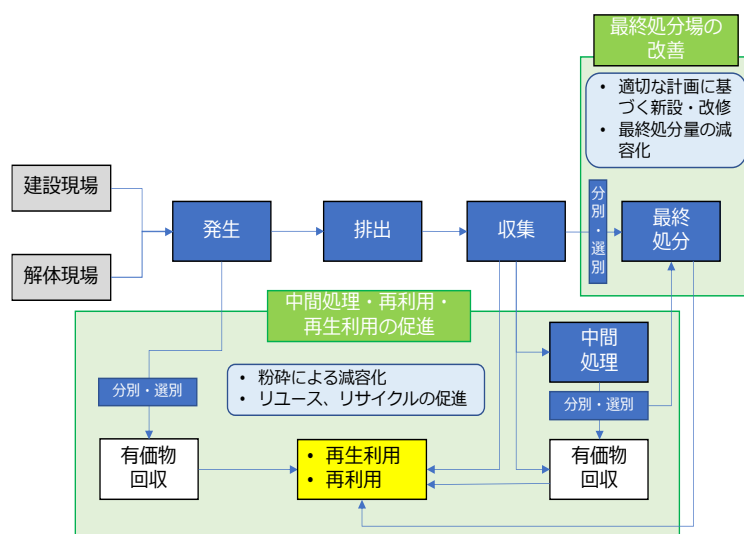 最終処分場の
改善
• 適切な計画に基
づく新設・改修
• 最終処分量の減
容化
建設現場
解体現場
発生
排出
収集
分別・選別
最終
処分
中間処理・再利用・
再生利用の促進
• 粉砕による減容化
• リユース、リサイクルの促進
中間
処理
分別・選別
分別・選別
有価物
回収
• 再生利用
• 再利用
有価物
回収